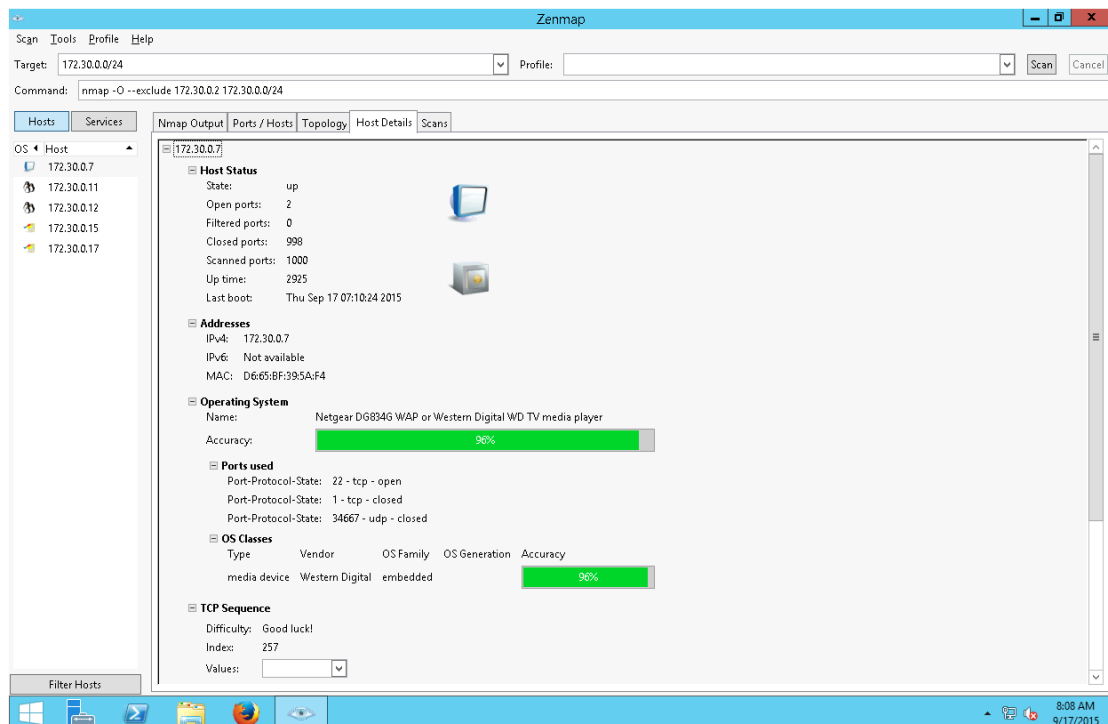 Zenmap
Scan Tools Profile Help
Target: 172.30.0.0/24 Profile: Scan Cancel
Command: nmap -O --exclude 172.30.0.2 172.30.0.0/24
Hosts Services
Nmap Output Ports / Hosts Topology Host Details Scans
OS Host
172.30.0.7
172.30.0.11
172.30.0.12
172.30.0.15
172.30.0.17
172.30.0.7
Host Status
State: up
Open ports: 2
Filtered ports: 0
Closed ports: 998
Scanned ports: 1000
Up time: 2925
Last boot: Thu Sep 17 07:10:24 2015
Addresses
IPv4: 172.30.0.7
IPv6: Not available
MAC: D6:65:BF:39:5A:F4
Operating System
Name: Netgear DG834G WAP or Western Digital WD TV media player
Accuracy: 96%
Ports used
Port-Protocol-State: 22 - tcp - open
Port-Protocol-State: 1 - tcp - closed
Port-Protocol-State: 34667 - udp - closed
OS Classes
Type Vendor OS Family OS Generation Accuracy
media device Western Digital embedded 96%
TCP Sequence
Difficulty: Good luck!
Index: 257
Values:
Filter Hosts
8:08 AM
9/17/2015